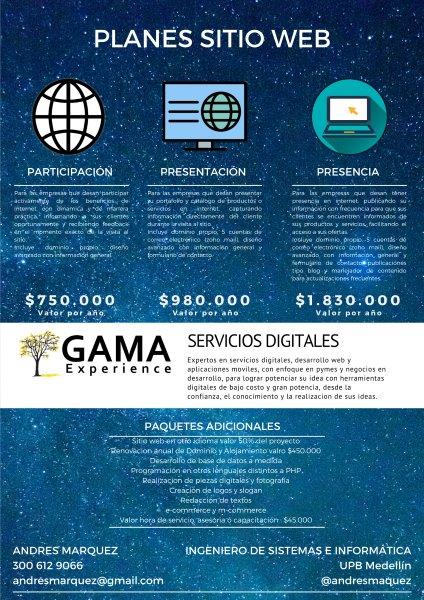 PLANES SITIO WEB
PARTICIPACIÓN
Para las empresas que desan participar
activamente de los beneficios de
internet con dinamica y de manera
práctica informando a sus clientes
oportunamente y recibiendo feedback
en el momento exacto de la visita al
sitio.
Incluye dominio propio, diseño
avanzado con información general
$750.000
Valor por año
PRESENTACIÓN
Para las empresas que desan presentar
su portafolio y catalogo de productos o
servicios en internet, capturando
información directamente del cliente
durante la visita al sitio.
Incluye dominio propio, 5 cuentas de
correo electrónico (zoho mail), diseño
avanzado con información general y
formulario de contacto.
$980.000
Valor por año
PRESENCIA
Para las empresas que desan tener
presencia en internet, publicando su
información con frecuencia para que sus
clientes se encuentren informados de
sus productos y servicios, facilitando el
acceso a sus ofertas.
Incluye dominio propio, 5 cuentas de
correo electónico (zoho mail), diseño
avanzado con información general y
formulario de contacto, publicaciones
tipo blog y manejador de contenido
para actualizaciones frecuentes.
$1.830.000
Valor por año
GAMA
Experience
SERVICIOS DIGITALES
Expertos en servicios digitales, desarrollo web y
aplicaciones moviles, con enfoque en pymes y negocios en
desarrollo, para lograr potenciar su idea con herramientas
digitales de bajo costo y gran potencia, desde la
confianza, el conocimiento y la realizacion de sus ideas.
PAQUETES ADICIONALES
Sitio web en otro idioma valor 50% del proyecto
Renovacion anual de Dominio y Alojamiento valro $450.000
Desarrollo de base de datos a medida
Programación en otros lenguajes distintos a PHP.
Realizacion de piezas digitales y fotografia
Creación de logos y slogan
Redacción de textos
e-commerce y m-commerce
Valor hora de servicio, asesoria o capacitación : $45.000
ANDRES MARQUEZ
300 612 9066
andresmarquez@gmail.com
INGENIERO DE SISTEMAS E INFORMÁTICA
UPB Medellín
@andresmaquez